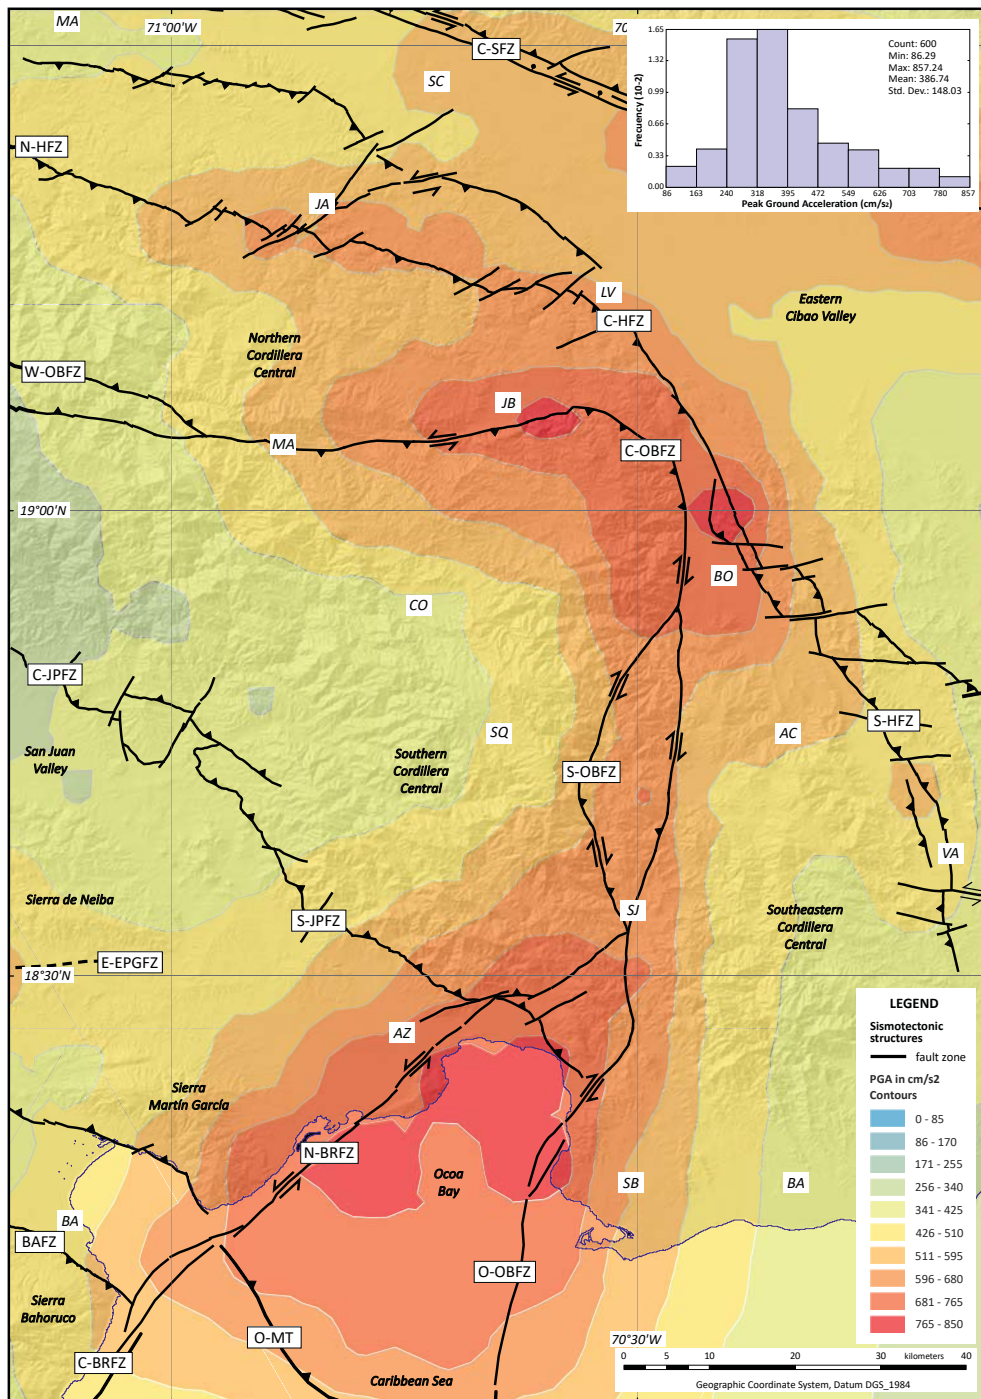 MA
71°00'W
70
C-SFZ
SC
1.65
1.32
0.99
0.66
0.33
0.00
Frecuency (10-2)
Count: 600
Min: 86.29
Max: 857.24
Mean: 386.74
Std. Dev.: 148.03
86 163 240 318 395 472 549 626 703 780 857
Peak Ground Acceleration (cm/s2)
N-HFZ
JA
LV
Eastern
Cibao Valley
C-HFZ
Northern
Cordillera
Central
W-OBFZ
JB
MA
C-OBFZ
19°00'N
BO
CO
C-JPFZ
S-HFZ
SQ
AC
San Juan
Valley
Southern
Cordillera
Central
S-OBFZ
VA
Sierra de Neiba
S-JPFZ
SJ
Southeastern
Cordillera
Central
E-EPGFZ
18°30'N
AZ
Sierra
Martín García
N-BRFZ
Ocoa
Bay
SB
BA
BA
BAFZ
O-OBFZ
Sierra
Bahoruco
O-MT
C-BRFZ
Caribbean Sea
70°30'W
LEGEND
Sismotectonic
structures
fault zone
PGA in cm/s2
Contours
0 - 85
86 - 170
171 - 255
256 - 340
341 - 425
426 - 510
511 - 595
596 - 680
681 - 765
765 - 850
0 5 10 20 30 kilometers 40
Geographic Coordinate System, Datum DGS_1984